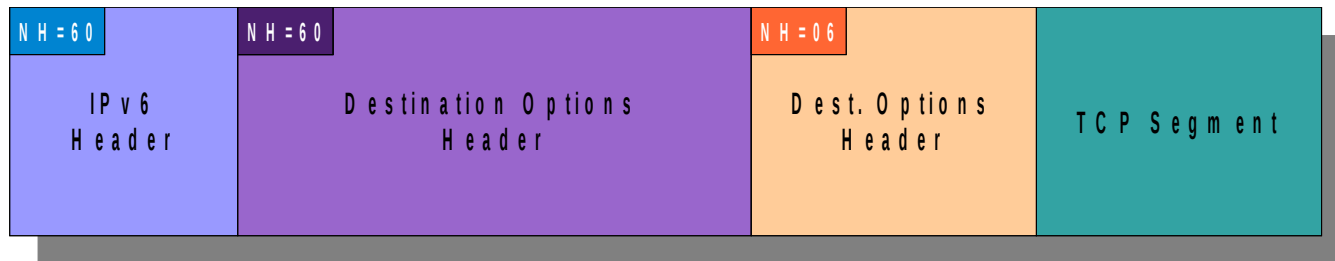 NH=60
IPv6
Header
NH=60
Destination Options
Header
NH=06
Dest. Options
Header
TCP Segment